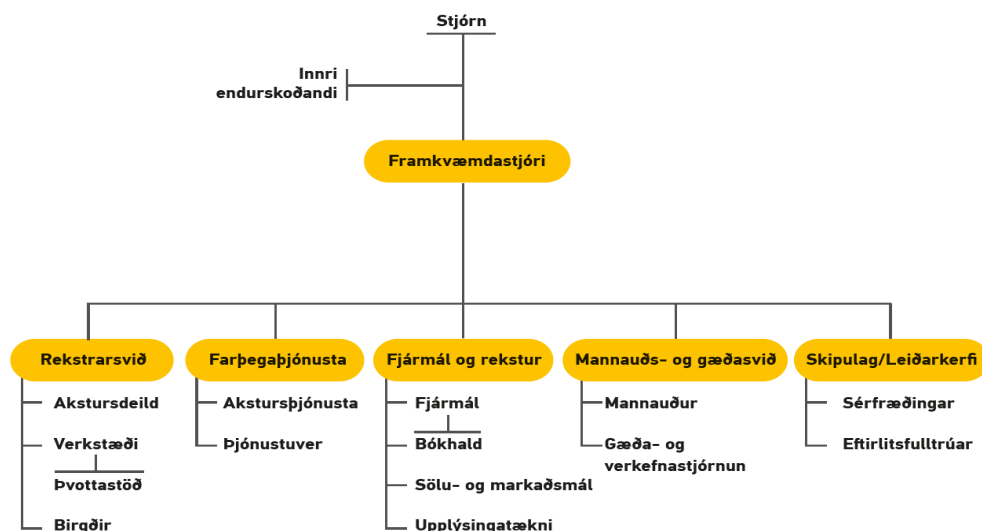 Stjórn
Innri
endurskoðandi
Framkvæmdastjóri
Rekstrarsvið
Akstursdeild
Verkstæði
Þvottastöð
Birgðir
Farþegaþjónusta
Akstursþjónusta
Þjónustuver
Fjármál og rekstur
Fjármál
Bókhald
Sölu- og markaðsmál
Upplýsingatækni
Mannauðs- og gæðasvið
Mannauður
Gæða- og
verkefnastjórnun
Skipulag/Leiðarkerfi
Sérfræðingar
Eftirlitsfulltrúar